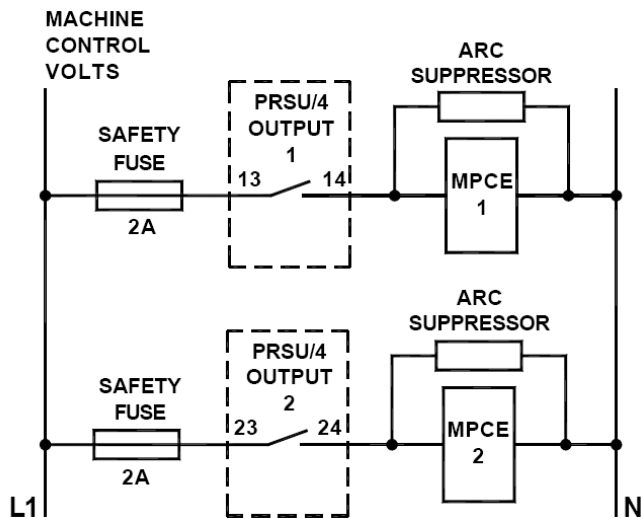 MACHINE
CONTROL
VOLTS
ARC
SUPPRESSOR
PRSU/4
OUTPUT
1
SAFETY
FUSE
13
14
MPCE
1
2A
ARC
SUPPRESSOR
PRSU/4
OUTPUT
2
SAFETY
FUSE
23
24
MPCE
2
2A
L1
N